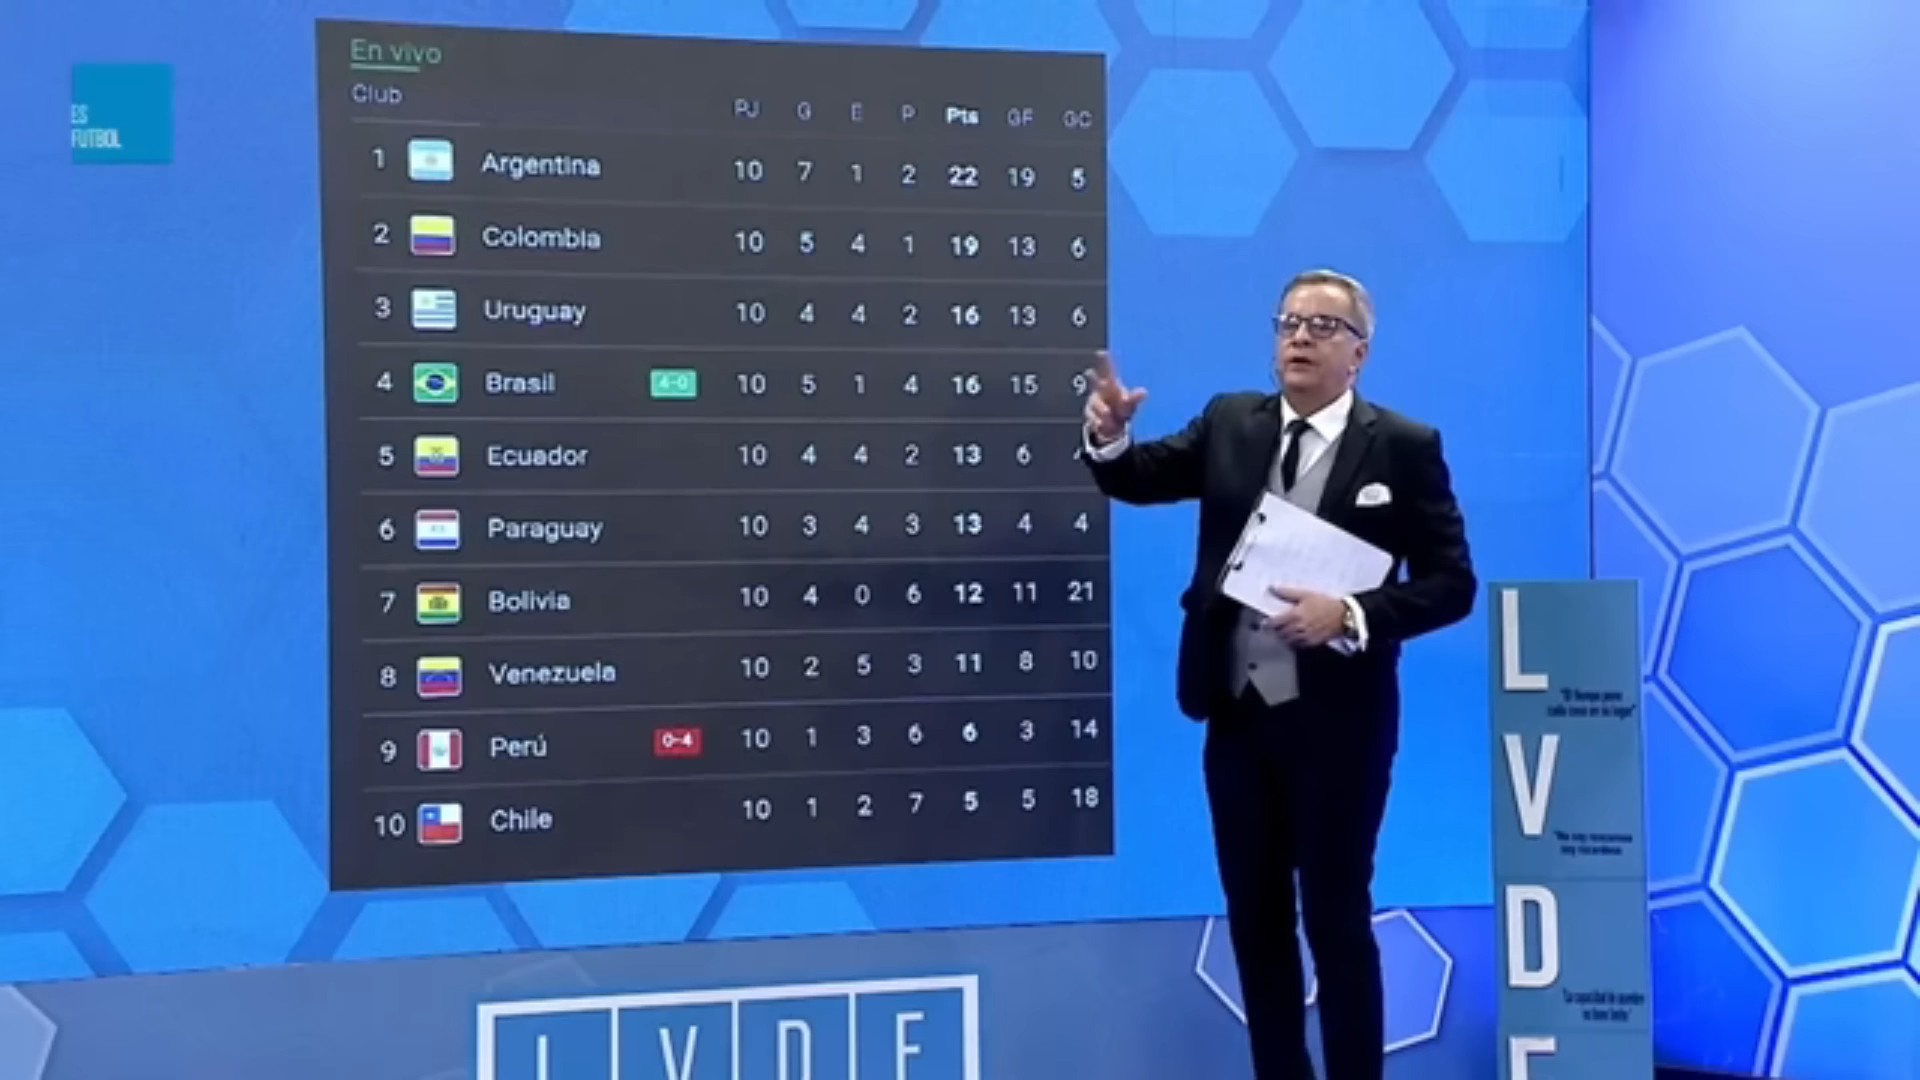 En vivo
ES
FUTBOL
Club PJ G E P Pts GF GC
1 Argentina 10 7 1 2 22 19 5
2 Colombia 10 5 4 1 19 13 6
3 Uruguay 10 4 4 2 16 13 6
4 Brasil 4-0 10 5 1 4 16 15 9
5 Ecuador 10 4 4 2 13 6
6 Paraguay 10 3 4 3 13 4 4
7 Bolivia 10 4 0 6 12 11 21
8 Venezuela 10 2 5 3 11 8 10
9 Perú 0-4 10 1 3 6 6 3 14
10 Chile 10 1 2 7 5 5 18
L
V
D
LVDF